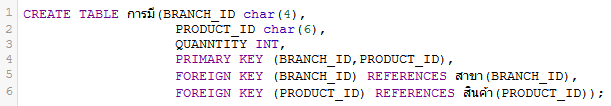 1 CREATE TABLE การมี(BRANCH_ID char(4),
2 PRODUCT_ID char(6),
3 QUANNTITY INT,
4 PRIMARY KEY (BRANCH_ID,PRODUCT_ID),
5 FOREIGN KEY (BRANCH_ID) REFERENCES สาขา(BRANCH_ID),
6 FOREIGN KEY (PRODUCT_ID) REFERENCES สินค้า(PRODUCT_ID));